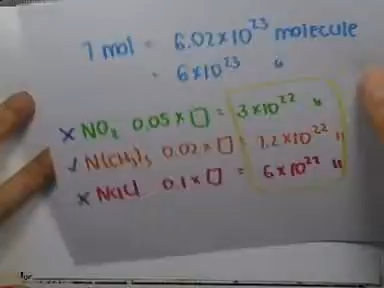 1 mol = 6.02×10²³ molecule
= 6×10²³ "
× NO₂ 0.05 × □ = 3×10²² "
✓ N(CH₃)₃ 0.02 × □ = 1.2×10²² "
× NaCl 0.1 × □ = 6×10²² "